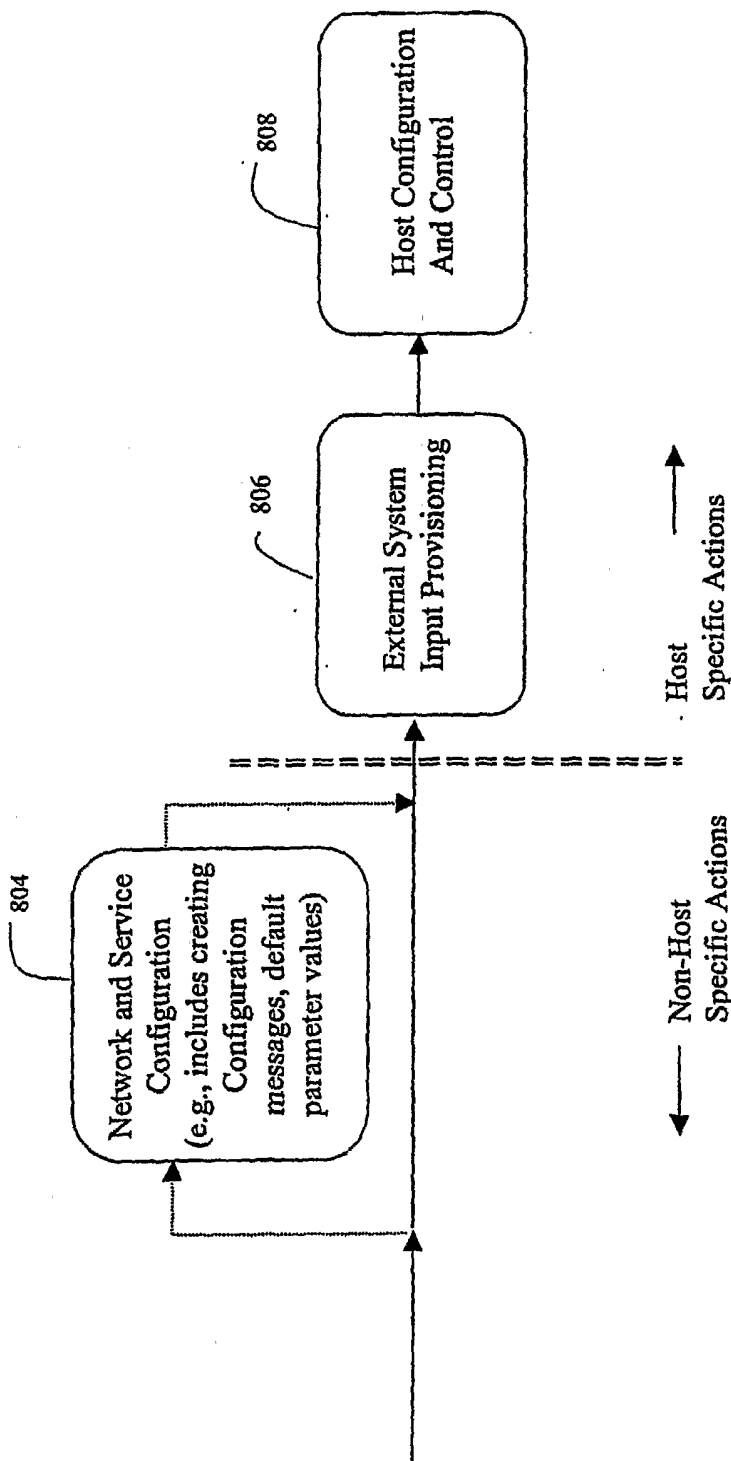 804
Network and Service
Configuration
(e.g., includes creating
Configuration
messages, default
parameter values)
806
External System
Input Provisioning
808
Host Configuration
And Control
Non-Host
Specific Actions
Host
Specific Actions